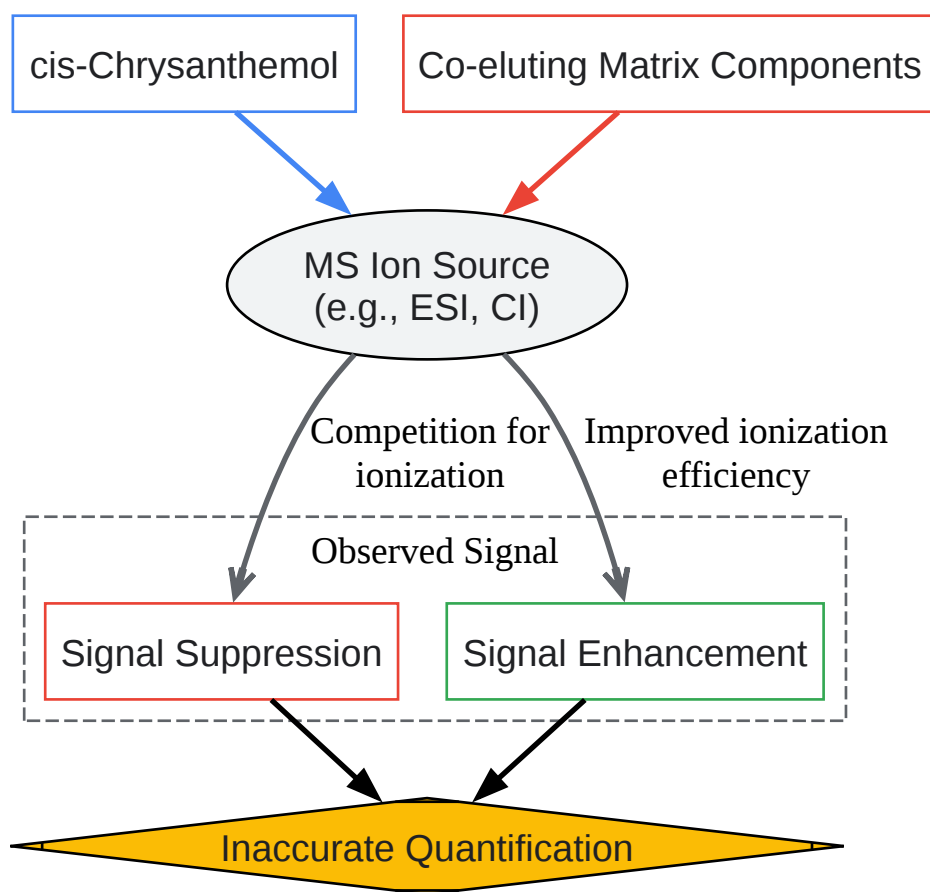 cis-Chrysanthemol
Co-eluting Matrix Components
MS Ion Source
(e.g., ESI, CI)
Competition for
ionization
Improved ionization
efficiency
Observed Signal
Signal Suppression
Signal Enhancement
Inaccurate Quantification